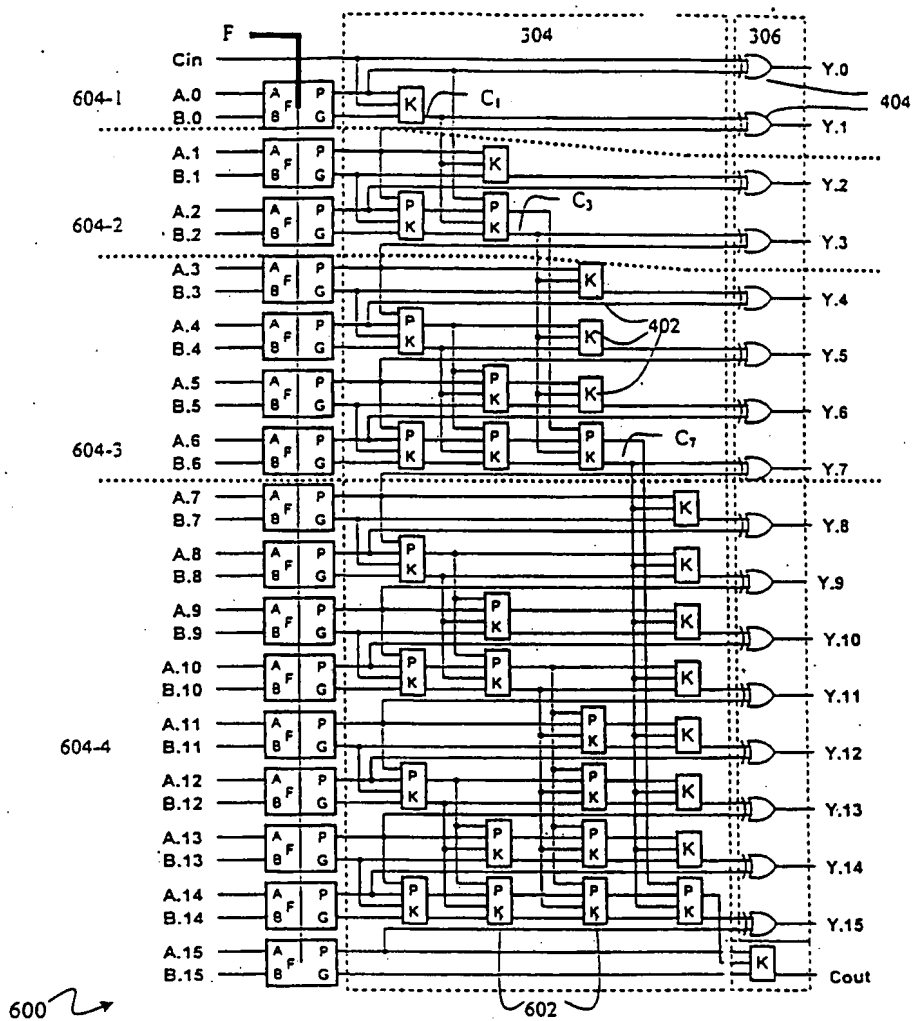 F 304 306
Cin Y.0
604-1 A.0 A F P K C1 404
B.0 B G Y.1
A.1 A F P K
B.1 B G Y.2
604-2 A.2 A F P P K P K C3
B.2 B G Y.3
A.3 A F P K
B.3 B G Y.4
A.4 A F P P K K 402
B.4 B G Y.5
A.5 A F P P K K
B.5 B G Y.6
604-3 A.6 A F P P K P K P K C7
B.6 B G Y.7
A.7 A F P K
B.7 B G Y.8
A.8 A F P P K K
B.8 B G Y.9
A.9 A F P P K K
B.9 B G Y.10
A.10 A F P P K P K K
B.10 B G Y.11
604-4 A.11 A F P P K K
B.11 B G Y.12
A.12 A F P P K P K K
B.12 B G Y.13
A.13 A F P P K P K K
B.13 B G Y.14
A.14 A F P P K P K P K P K
B.14 B G Y.15
A.15 A F P K
B.15 B G Cout
600 602